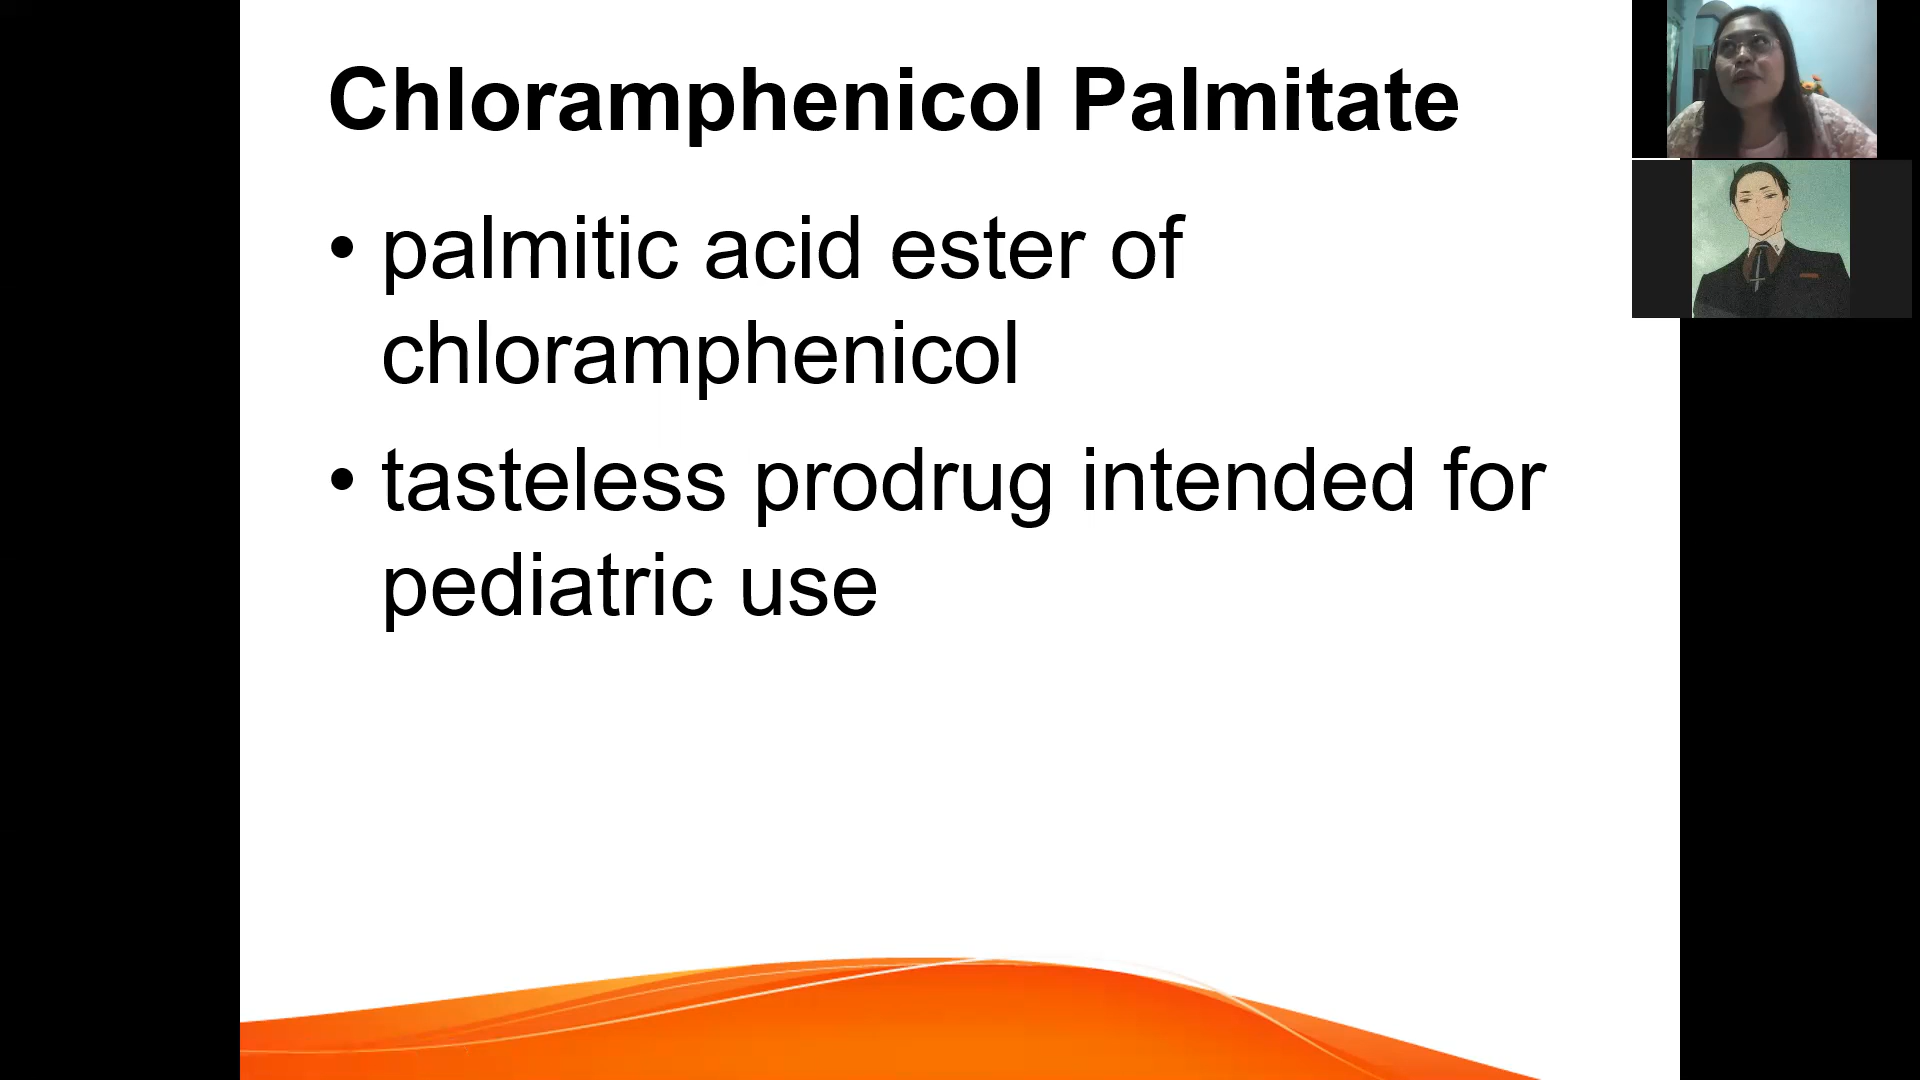 Chloramphenicol Palmitate
• palmitic acid ester of
chloramphenicol
• tasteless prodrug intended for
pediatric use